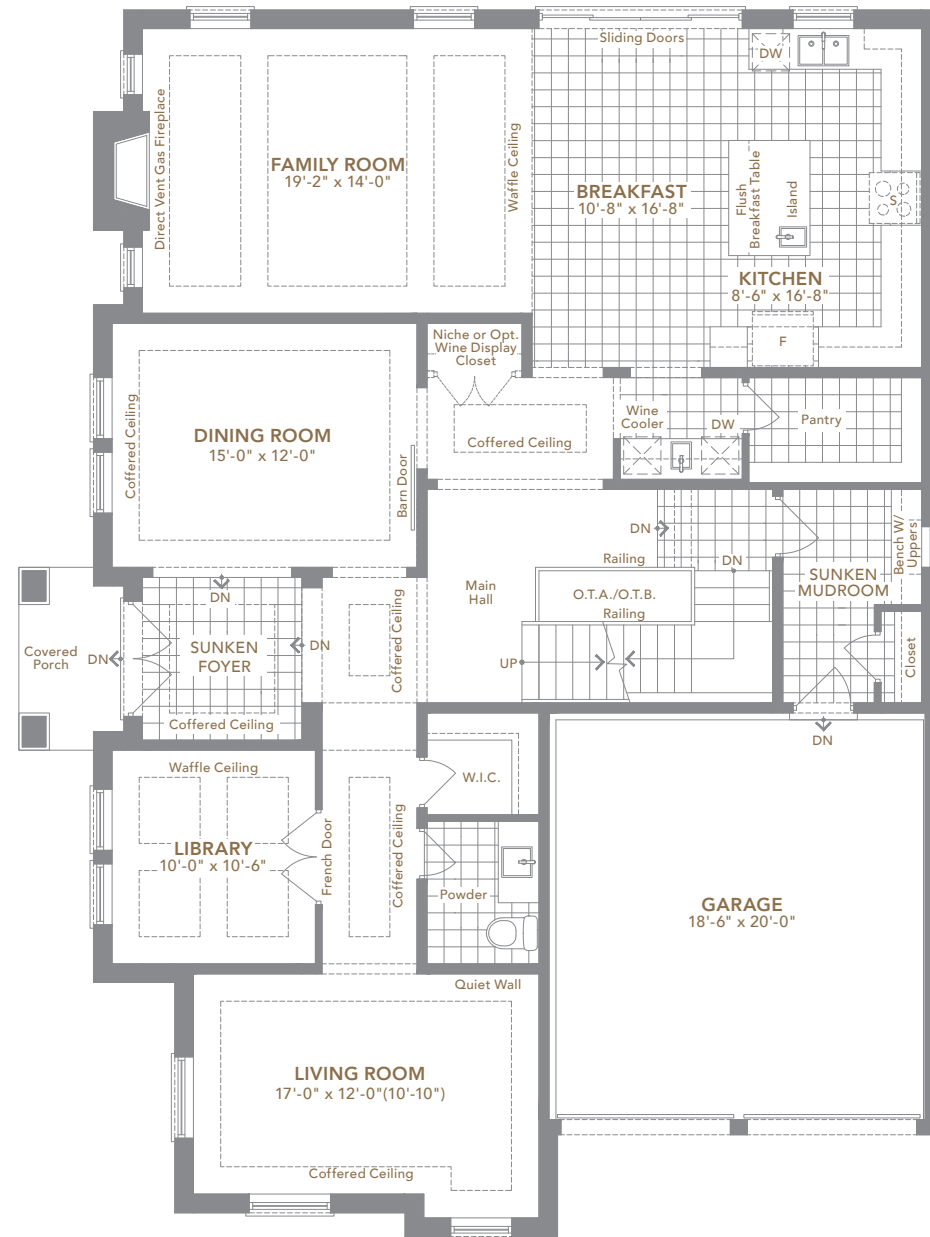 Sliding Doors
DW
Direct Vent Gas Fireplace
FAMILY ROOM
19'-2" x 14'-0"
Waffle Ceiling
BREAKFAST
10'-8" x 16'-8"
Flush
Breakfast Table
Island
S
KITCHEN
8'-6" x 16'-8"
F
Niche or Opt.
Wine Display
Closet
Coffered Ceiling
DINING ROOM
15'-0" x 12'-0"
Barn Door
Coffered Ceiling
Wine
Cooler
DW
Pantry
DN
Railing
DN
Bench W/
Uppers
SUNKEN
MUDROOM
Main
Hall
O.T.A./O.T.B.
Railing
DN
Covered
Porch
DN
SUNKEN
FOYER
DN
Coffered Ceiling
Coffered Ceiling
UP
Closet
DN
Waffle Ceiling
W.I.C.
LIBRARY
10'-0" x 10'-6"
French Door
Coffered Ceiling
Powder
GARAGE
18'-6" x 20'-0"
Quiet Wall
LIVING ROOM
17'-0" x 12'-0"(10'-10")
Coffered Ceiling